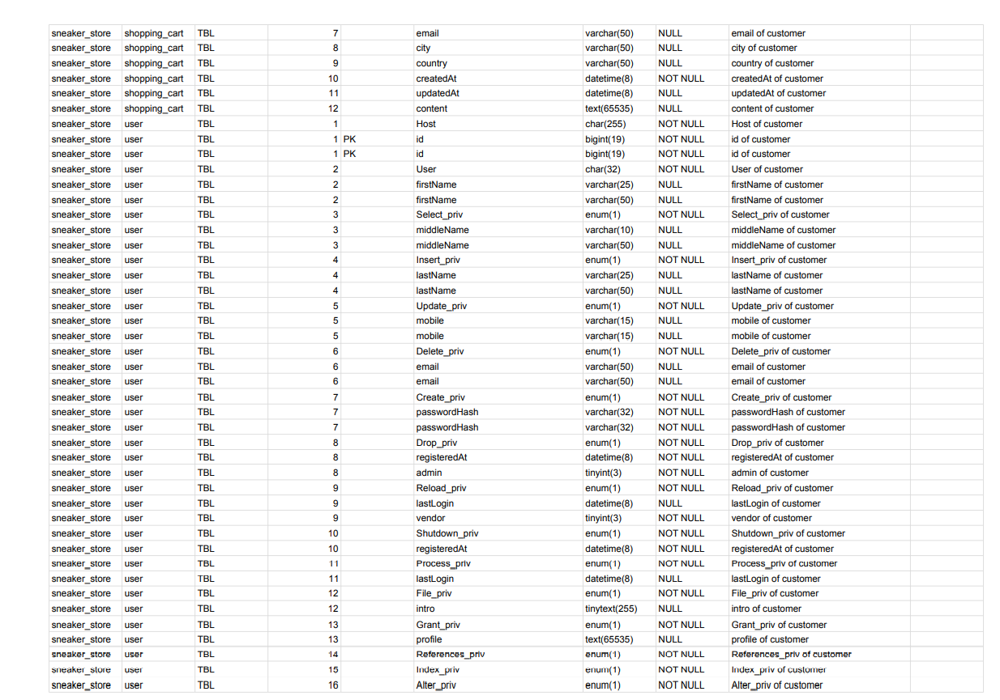 sneaker_store shopping_cart TBL 7 email varchar(50) NULL email of customer
sneaker_store shopping_cart TBL 8 city varchar(50) NULL city of customer
sneaker_store shopping_cart TBL 9 country varchar(50) NULL country of customer
sneaker_store shopping_cart TBL 10 createdAt datetime(8) NOT NULL createdAt of customer
sneaker_store shopping_cart TBL 11 updatedAt datetime(8) NULL updatedAt of customer
sneaker_store shopping_cart TBL 12 content text(65535) NULL content of customer
sneaker_store user TBL 1 Host char(255) NOT NULL Host of customer
sneaker_store user TBL 1 PK id bigint(19) NOT NULL id of customer
sneaker_store user TBL 1 PK id bigint(19) NOT NULL id of customer
sneaker_store user TBL 2 User char(32) NOT NULL User of customer
sneaker_store user TBL 2 firstName varchar(25) NULL firstName of customer
sneaker_store user TBL 2 firstName varchar(50) NULL firstName of customer
sneaker_store user TBL 3 Select_priv enum(1) NOT NULL Select_priv of customer
sneaker_store user TBL 3 middleName varchar(10) NULL middleName of customer
sneaker_store user TBL 3 middleName varchar(50) NULL middleName of customer
sneaker_store user TBL 4 Insert_priv enum(1) NOT NULL Insert_priv of customer
sneaker_store user TBL 4 lastName varchar(25) NULL lastName of customer
sneaker_store user TBL 4 lastName varchar(50) NULL lastName of customer
sneaker_store user TBL 5 Update_priv enum(1) NOT NULL Update_priv of customer
sneaker_store user TBL 5 mobile varchar(15) NULL mobile of customer
sneaker_store user TBL 5 mobile varchar(15) NULL mobile of customer
sneaker_store user TBL 6 Delete_priv enum(1) NOT NULL Delete_priv of customer
sneaker_store user TBL 6 email varchar(50) NULL email of customer
sneaker_store user TBL 6 email varchar(50) NULL email of customer
sneaker_store user TBL 7 Create_priv enum(1) NOT NULL Create_priv of customer
sneaker_store user TBL 7 passwordHash varchar(32) NOT NULL passwordHash of customer
sneaker_store user TBL 7 passwordHash varchar(32) NOT NULL passwordHash of customer
sneaker_store user TBL 8 Drop_priv enum(1) NOT NULL Drop_priv of customer
sneaker_store user TBL 8 registeredAt datetime(8) NOT NULL registeredAt of customer
sneaker_store user TBL 8 admin tinyint(3) NOT NULL admin of customer
sneaker_store user TBL 9 Reload_priv enum(1) NOT NULL Reload_priv of customer
sneaker_store user TBL 9 lastLogin datetime(8) NULL lastLogin of customer
sneaker_store user TBL 9 vendor tinyint(3) NOT NULL vendor of customer
sneaker_store user TBL 10 Shutdown_priv enum(1) NOT NULL Shutdown_priv of customer
sneaker_store user TBL 10 registeredAt datetime(8) NOT NULL registeredAt of customer
sneaker_store user TBL 11 Process_priv enum(1) NOT NULL Process_priv of customer
sneaker_store user TBL 11 lastLogin datetime(8) NULL lastLogin of customer
sneaker_store user TBL 12 File_priv enum(1) NOT NULL File_priv of customer
sneaker_store user TBL 12 intro tinytext(255) NULL intro of customer
sneaker_store user TBL 13 Grant_priv enum(1) NOT NULL Grant_priv of customer
sneaker_store user TBL 13 profile text(65535) NULL profile of customer
sneaker_store user TBL 14 References_priv enum(1) NOT NULL References_priv of customer
sneaker_store user TBL 15 Index_priv enum(1) NOT NULL Index_priv of customer
sneaker_store user TBL 16 Alter_priv enum(1) NOT NULL Alter_priv of customer